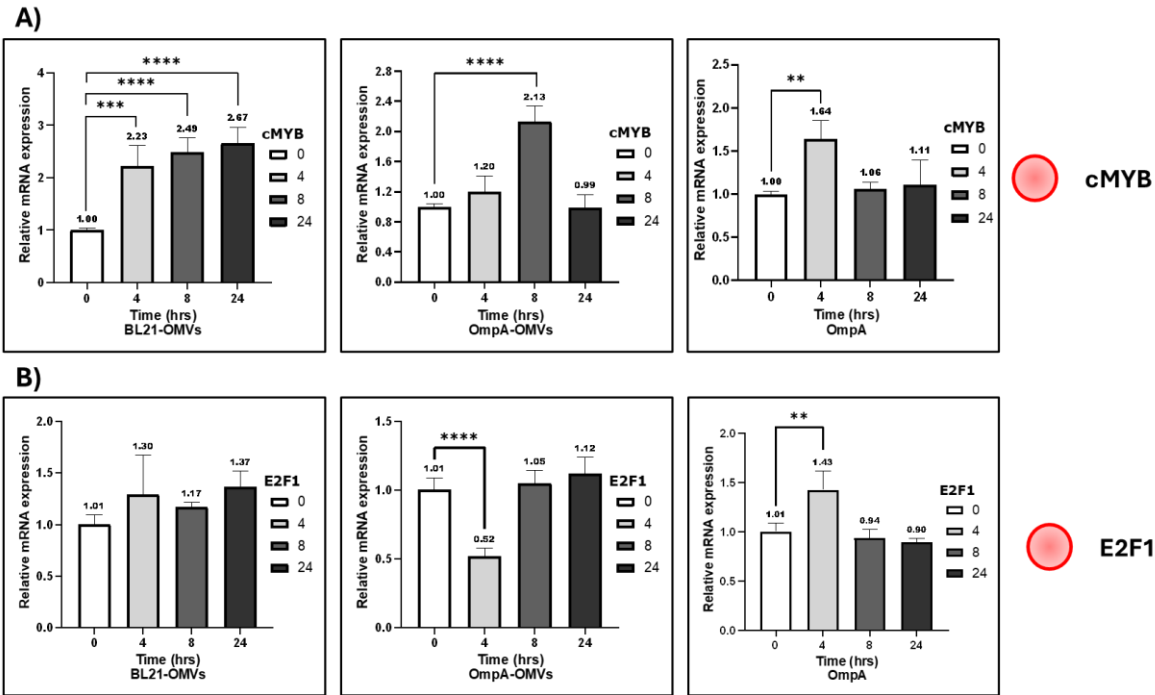 A)
Relative mRNA expression
4
3
2
1
0
****
****
***
1.00
2.23
2.49
2.67
cMYB
0
4
8
24
0 4 8 24
Time (hrs)
BL21-OMVs
Relative mRNA expression
2.8
2.4
2.0
1.6
1.2
0.8
0.4
0.0
****
1.00
1.20
2.13
0.99
cMYB
0
4
8
24
0 4 8 24
Time (hrs)
OmpA-OMVs
Relative mRNA expression
2.5
2.0
1.5
1.0
0.5
0.0
**
1.00
1.64
1.06
1.11
cMYB
0
4
8
24
0 4 8 24
Time (hrs)
OmpA
cMYB
B)
Relative mRNA expression
2.0
1.5
1.0
0.5
0.0
1.01
1.30
1.17
1.37
E2F1
0
4
8
24
0 4 8 24
Time (hrs)
BL21-OMVs
Relative mRNA expression
1.5
1.0
0.5
0.0
****
1.01
0.52
1.05
1.12
E2F1
0
4
8
24
0 4 8 24
Time (hrs)
OmpA-OMVs
Relative mRNA expression
2.0
1.5
1.0
0.5
0.0
**
1.01
1.43
0.94
0.90
E2F1
0
4
8
24
0 4 8 24
Time (hrs)
OmpA
E2F1